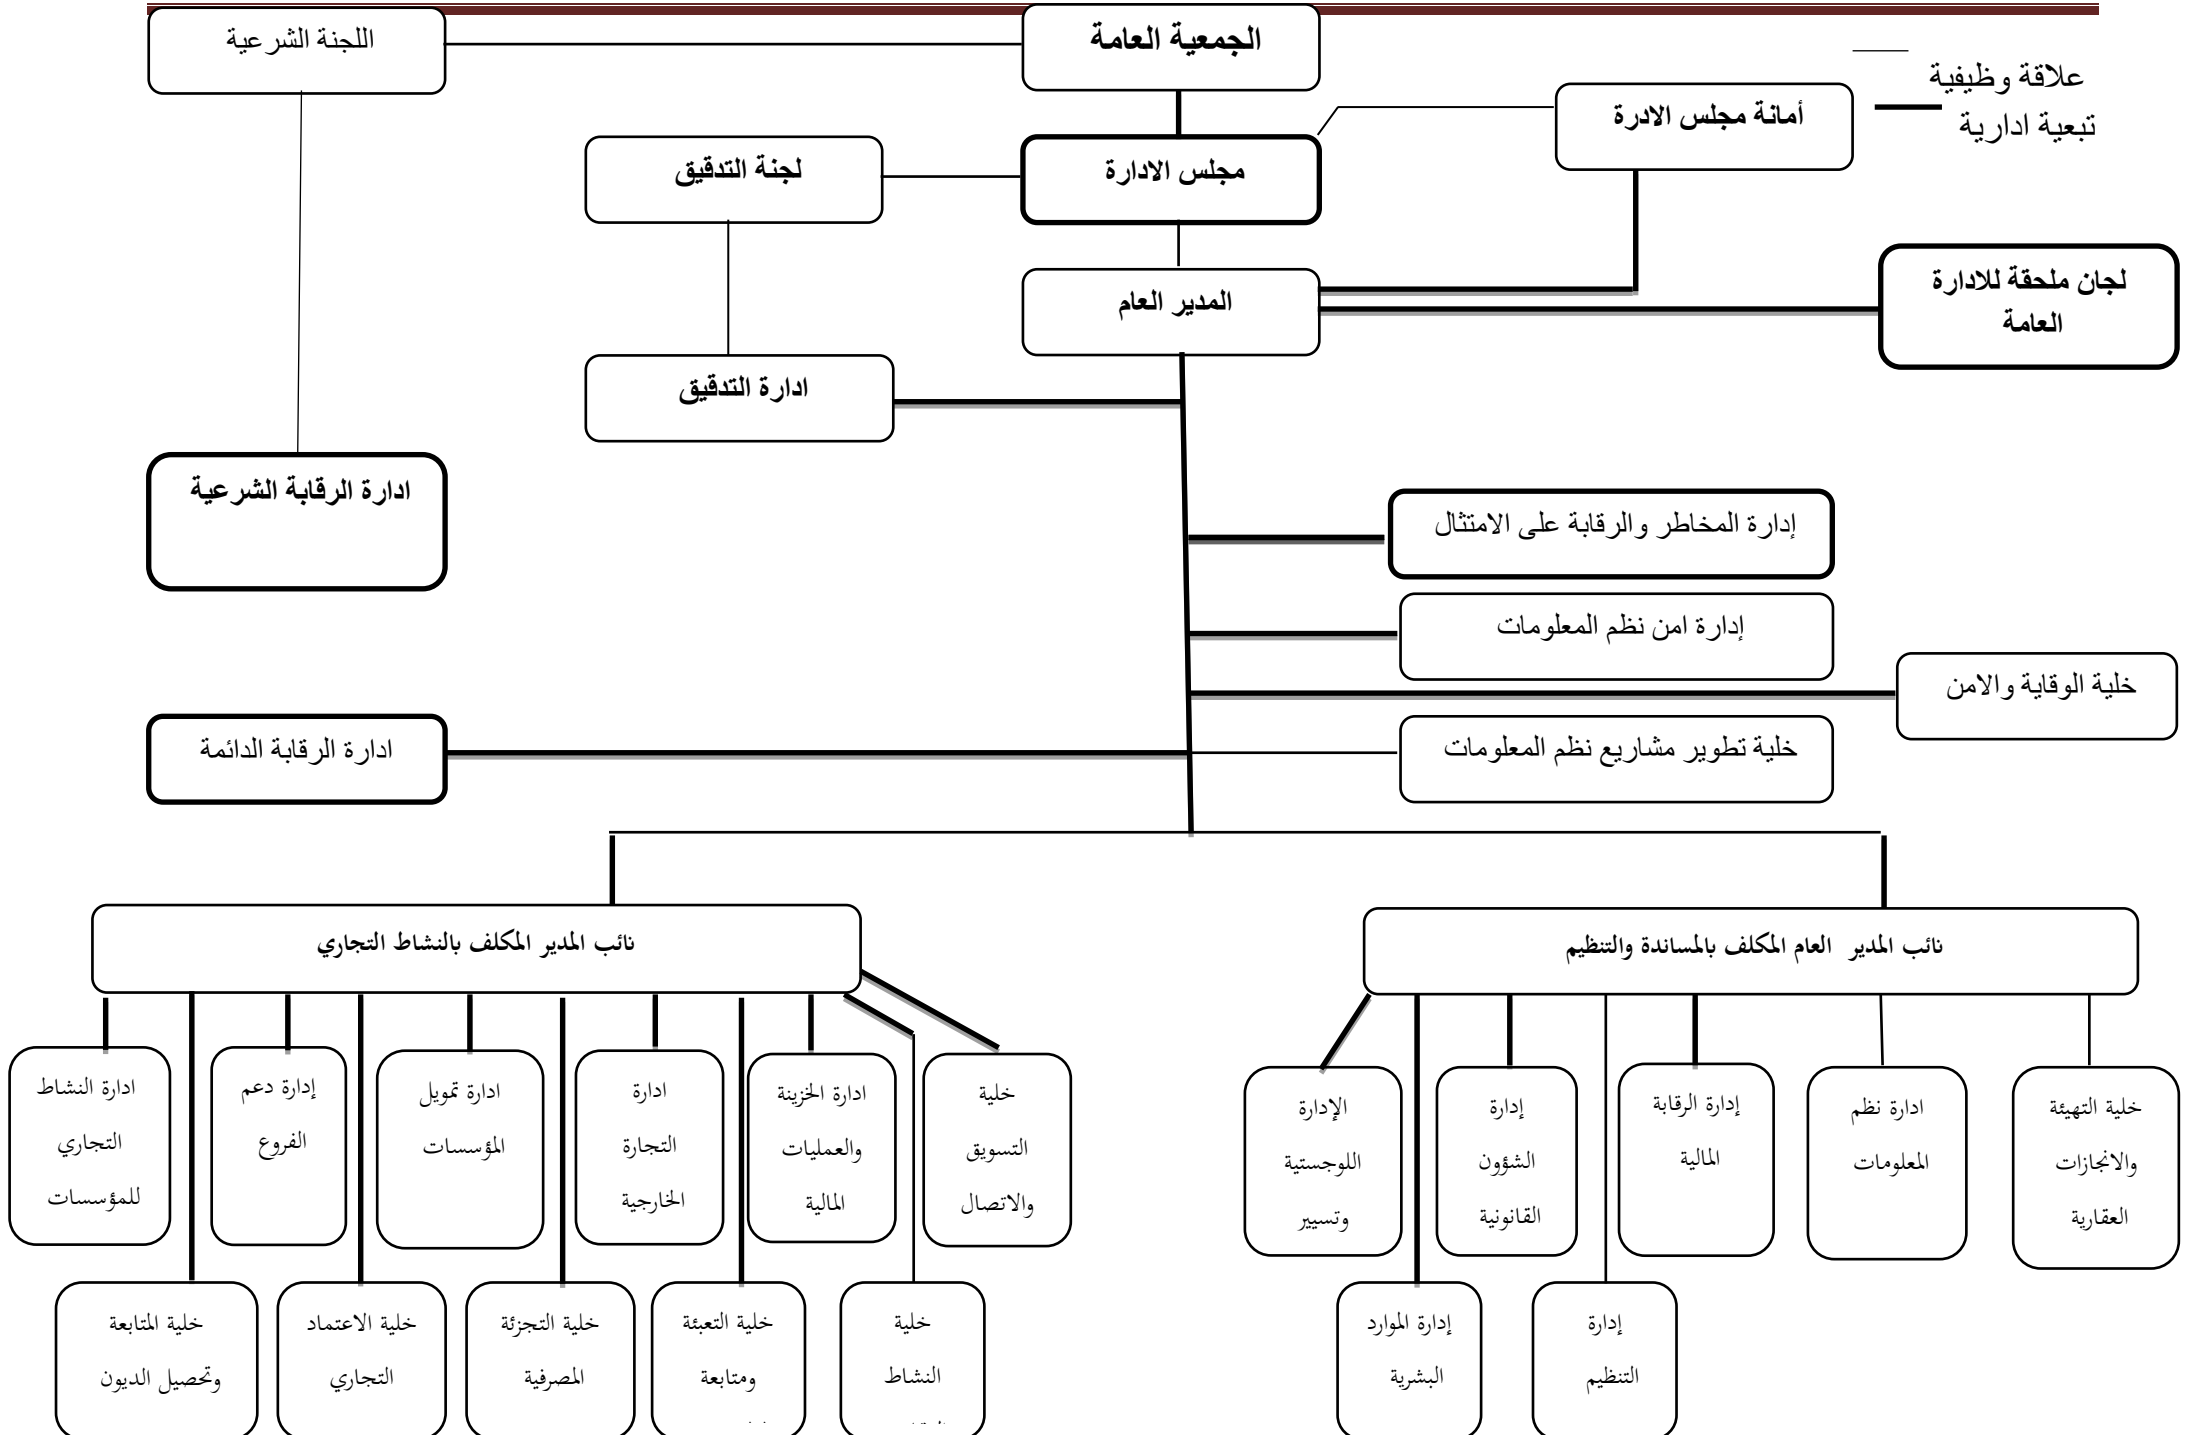 اللجنة الشرعية
الجمعية العامة
علاقة وظيفية
تبعية ادارية
أمانة مجلس الادرة
مجلس الادارة
لجنة التدقيق
لجان ملحقة للادارة
العامة
المدير العام
ادارة التدقيق
ادارة الرقابة الشرعية
إدارة المخاطر والرقابة على الامتثال
إدارة امن نظم المعلومات
خلية الوقاية والامن
خلية تطوير مشاريع نظم المعلومات
ادارة الرقابة الدائمة
نائب المدير العام المكلف بالمساندة والتنظيم
نائب المدير المكلف بالنشاط التجاري
خلية التهيئة
والانجازات
العقارية
ادارة نظم
المعلومات
إدارة الرقابة
المالية
إدارة
الشؤون
القانونية
الإدارة
اللوجستية
وتسيير
خلية
التسويق
والاتصال
ادارة الخزينة
والعمليات
المالية
ادارة
التجارة
الخارجية
ادارة تمويل
المؤسسات
إدارة دعم
الفروع
ادارة النشاط
التجاري
للمؤسسات
إدارة
التنظيم
إدارة الموارد
البشرية
خلية
النشاط
خلية التعبئة
ومتابعة
خلية التجزئة
المصرفية
خلية الاعتماد
التجاري
خلية المتابعة
وتحصيل الديون